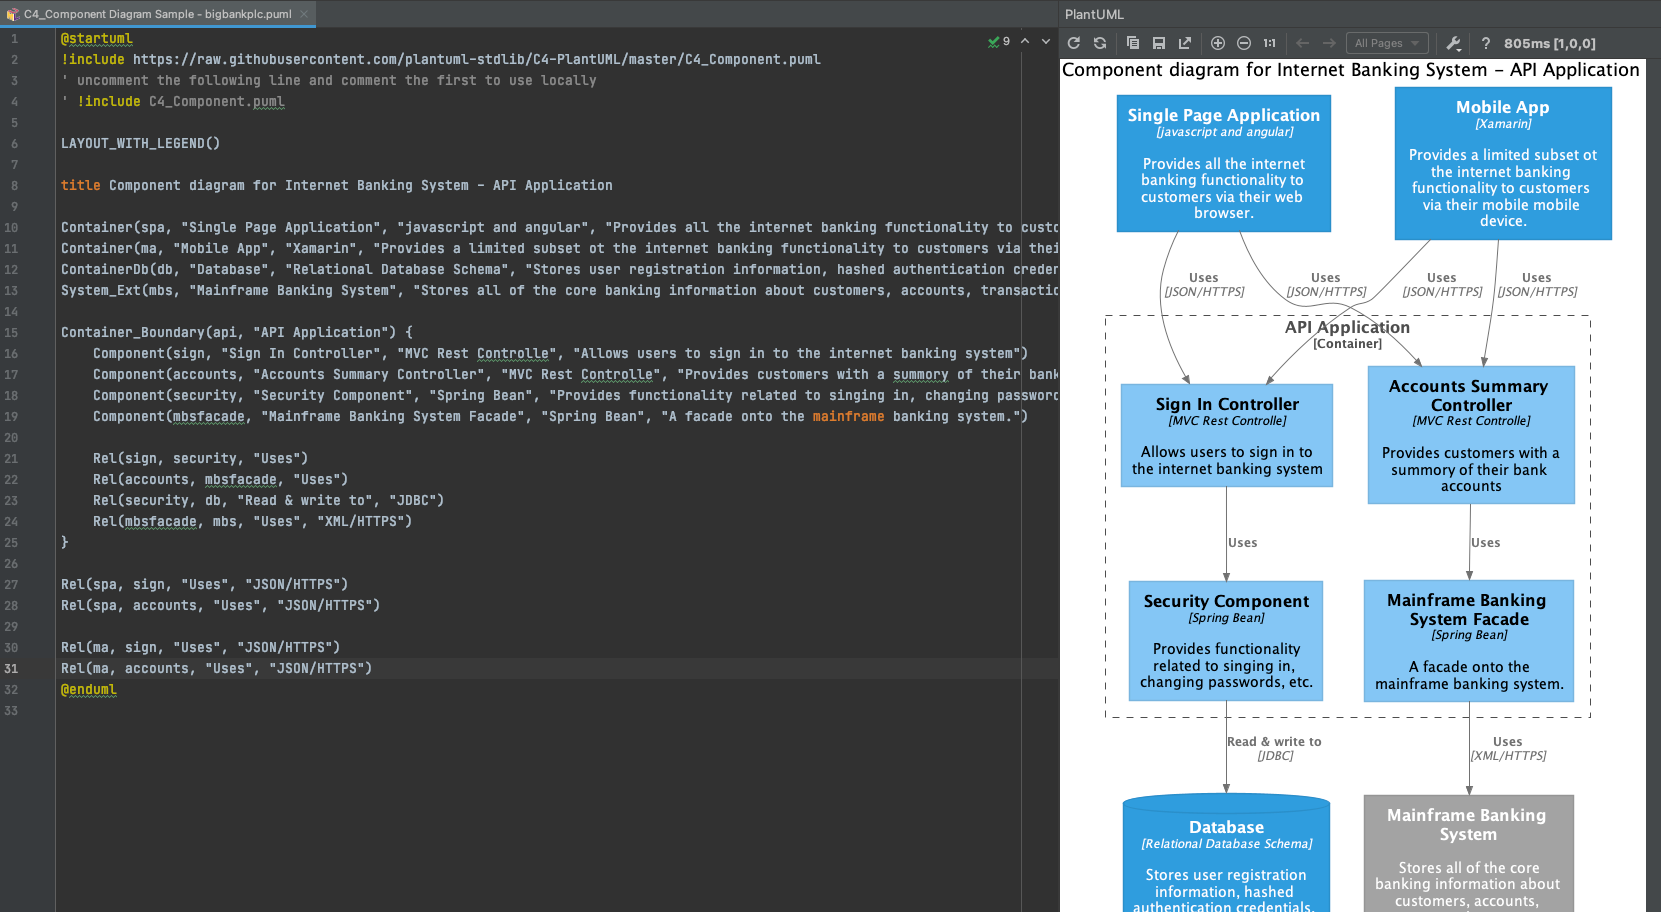 C4_Component Diagram Sample - bigbankplc.puml
1 @startuml
2 !include https://raw.githubusercontent.com/plantuml-stdlib/C4-PlantUML/master/C4_Component.puml
3 ' uncomment the following line and comment the first to use locally
4 ' !include C4_Component.puml
5
6 LAYOUT_WITH_LEGEND()
7
8 title Component diagram for Internet Banking System - API Application
9
10 Container(spa, "Single Page Application", "javascript and angular", "Provides all the internet banking functionality to custo
11 Container(ma, "Mobile App", "Xamarin", "Provides a limited subset ot the internet banking functionality to customers via thei
12 ContainerDb(db, "Database", "Relational Database Schema", "Stores user registration information, hashed authentication creden
13 System_Ext(mbs, "Mainframe Banking System", "Stores all of the core banking information about customers, accounts, transactio
14
15 Container_Boundary(api, "API Application") {
16 Component(sign, "Sign In Controller", "MVC Rest Controlle", "Allows users to sign in to the internet banking system")
17 Component(accounts, "Accounts Summary Controller", "MVC Rest Controlle", "Provides customers with a summory of their bank
18 Component(security, "Security Component", "Spring Bean", "Provides functionality related to singing in, changing password
19 Component(mbsfacade, "Mainframe Banking System Facade", "Spring Bean", "A facade onto the mainframe banking system.")
20
21 Rel(sign, security, "Uses")
22 Rel(accounts, mbsfacade, "Uses")
23 Rel(security, db, "Read & write to", "JDBC")
24 Rel(mbsfacade, mbs, "Uses", "XML/HTTPS")
25 }
26
27 Rel(spa, sign, "Uses", "JSON/HTTPS")
28 Rel(spa, accounts, "Uses", "JSON/HTTPS")
29
30 Rel(ma, sign, "Uses", "JSON/HTTPS")
31 Rel(ma, accounts, "Uses", "JSON/HTTPS")
32 @enduml
33
9
PlantUML
1:1
All Pages
? 805ms [1,0,0]
Component diagram for Internet Banking System - API Application
Single Page Application
[javascript and angular]
Provides all the internet
banking functionality to
customers via their web
browser.
Mobile App
[Xamarin]
Provides a limited subset ot
the internet banking
functionality to customers
via their mobile mobile
device.
Uses
[JSON/HTTPS]
Uses
[JSON/HTTPS]
Uses
[JSON/HTTPS]
Uses
[JSON/HTTPS]
API Application
[Container]
Sign In Controller
[MVC Rest Controlle]
Allows users to sign in to
the internet banking system
Accounts Summary
Controller
[MVC Rest Controlle]
Provides customers with a
summory of their bank
accounts
Uses
Uses
Security Component
[Spring Bean]
Provides functionality
related to singing in,
changing passwords, etc.
Mainframe Banking
System Facade
[Spring Bean]
A facade onto the
mainframe banking system.
Read & write to
[JDBC]
Uses
[XML/HTTPS]
Database
[Relational Database Schema]
Stores user registration
information, hashed
authentication credentials,
Mainframe Banking
System
Stores all of the core
banking information about
customers, accounts,